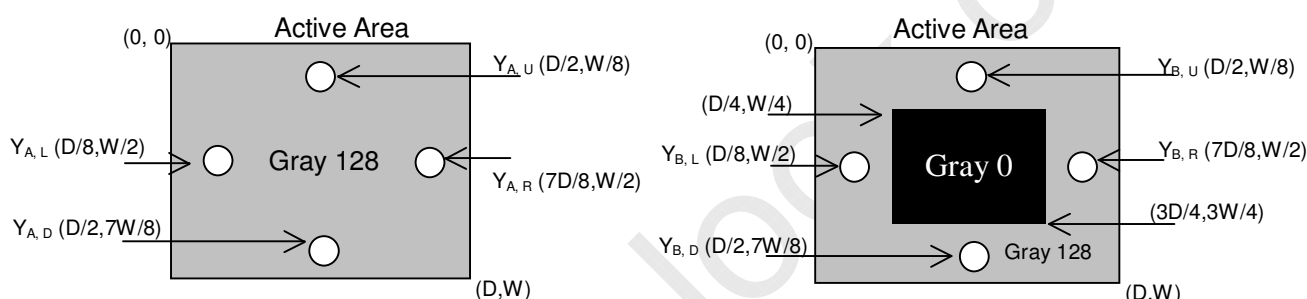 Active Area
(0, 0)
Y_A, U (D/2,W/8)
Y_A, L (D/8,W/2)
Gray 128
Y_A, R (7D/8,W/2)
Y_A, D (D/2,7W/8)
(D,W)
Active Area
(0, 0)
Y_B, U (D/2,W/8)
(D/4,W/4)
Y_B, L (D/8,W/2)
Gray 0
Y_B, R (7D/8,W/2)
(3D/4,3W/4)
Y_B, D (D/2,7W/8)
Gray 128
(D,W)